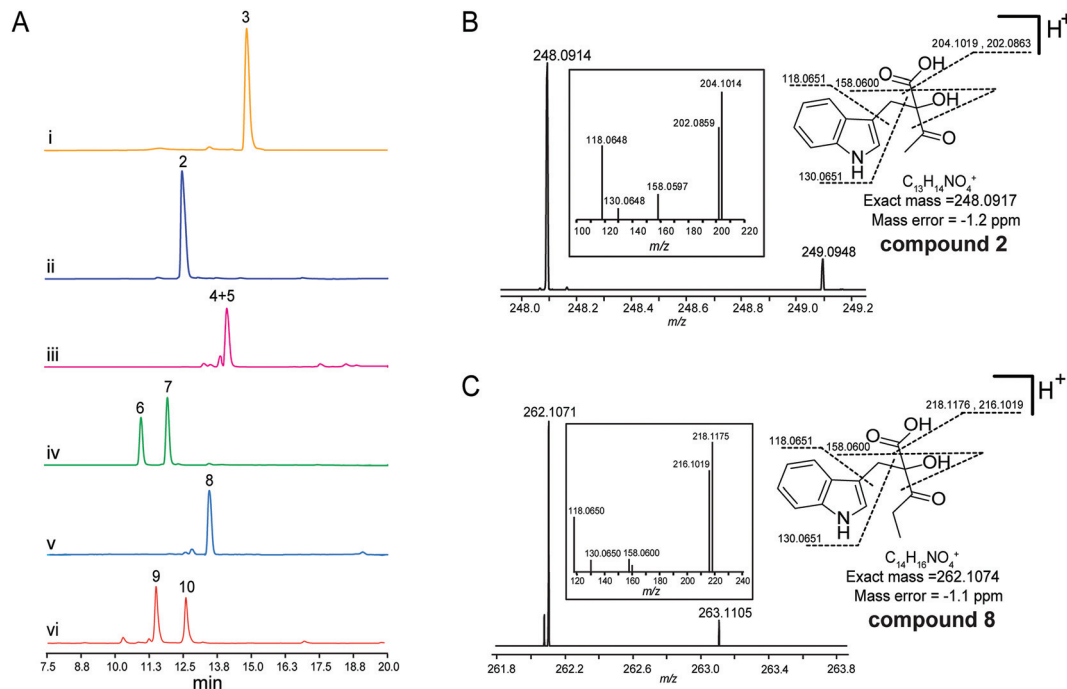 A
3
i
2
ii
4+5
iii
6
7
iv
8
v
9
10
vi
7.5 8.8 10.0 11.3 12.5 13.8 15.0 16.3 17.5 18.8 20.0
min
B
248.0914
204.1014
202.0859
118.0648
130.0648
158.0597
100 120 140 160 180 200 220
m/z
249.0948
248.0 248.2 248.4 248.6 248.8 249.0 249.2
m/z
H+
204.1019 , 202.0863
118.0651
158.0600
O
OH
OH
O
N
H
130.0651
C13H14NO4+
Exact mass =248.0917
Mass error = -1.2 ppm
compound 2
C
262.1071
218.1175
216.1019
118.0650
130.0650
158.0600
120 140 160 180 200 220 240
m/z
263.1105
261.8 262.2 262.6 263.0 263.4 263.8
m/z
H+
218.1176 , 216.1019
118.0651
158.0600
O
OH
OH
O
N
H
130.0651
C14H16NO4+
Exact mass =262.1074
Mass error = -1.1 ppm
compound 8